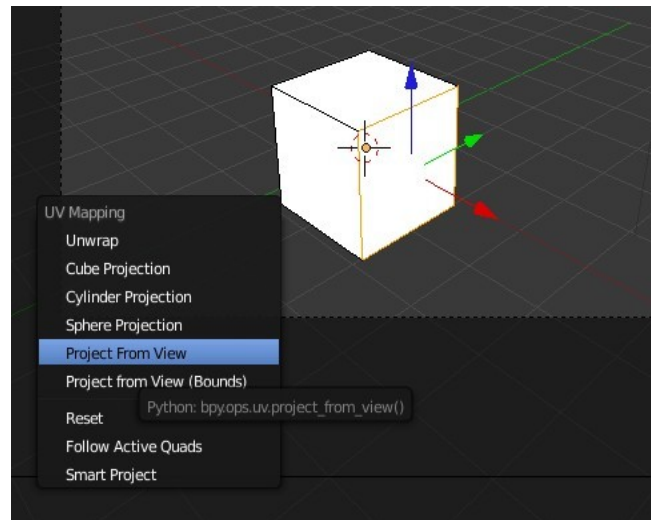 UV Mapping
Unwrap
Cube Projection
Cylinder Projection
Sphere Projection
Project From View
Project from View (Bounds)
Python: bpy.ops.uv.project_from_view()
Reset
Follow Active Quads
Smart Project